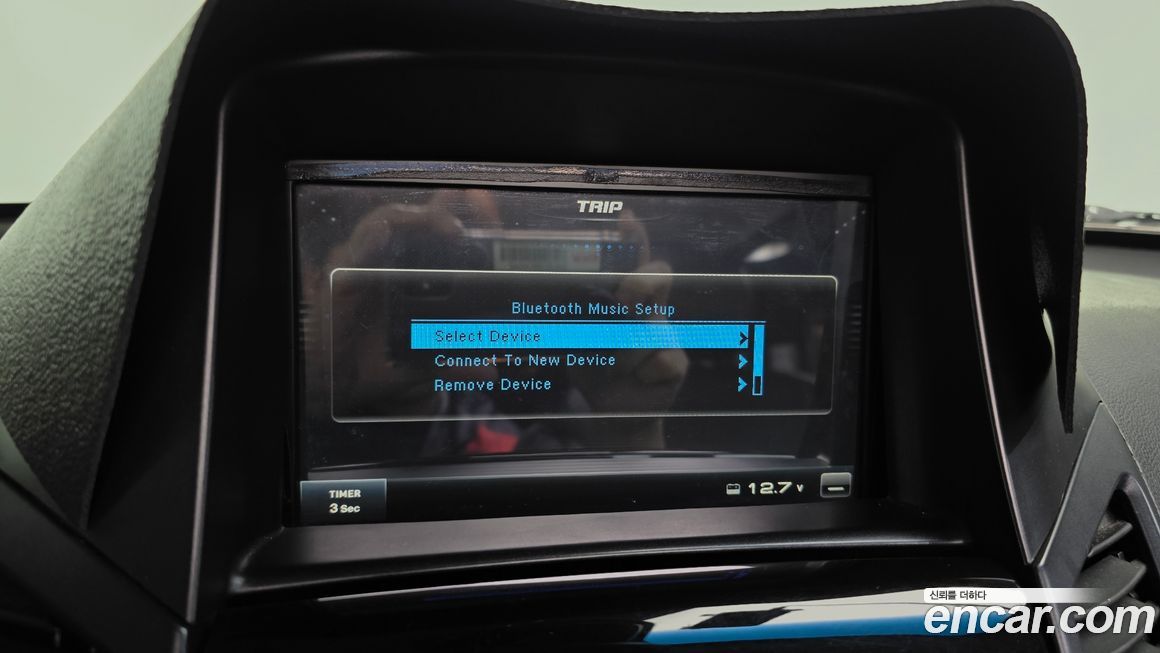 TRIP
Bluetooth Music Setup
Select Device
Connect To New Device
Remove Device
TIMER
3 Sec
12.7 v
신뢰를 더하다
encar.com